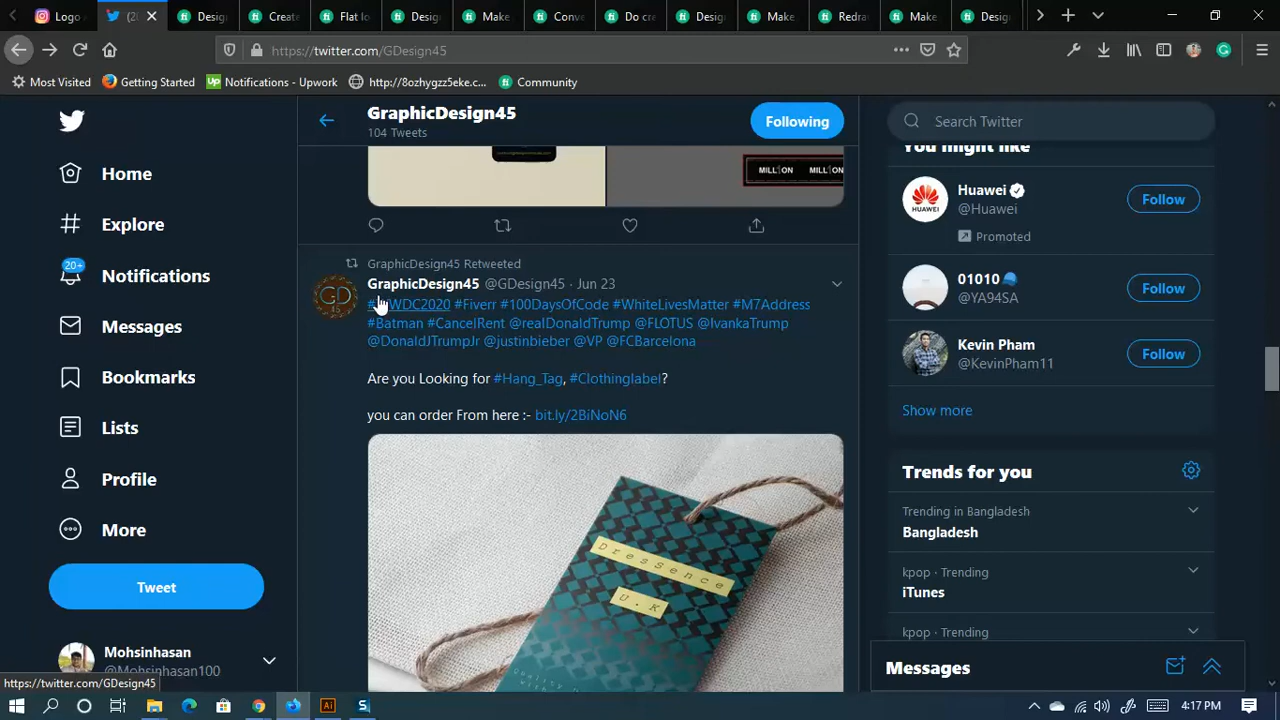 Logo
(20
Desig
Create
Flat lo
Desig
Make
Conve
Do cre
Desig
Make
Redra
Make
Desig
https://twitter.com/GDesign45
Most Visited
Getting Started
Notifications - Upwork
http://8ozhygzz5eke.c...
Community
GraphicDesign45
104 Tweets
Following
Search Twitter
Home
Explore
20+
Notifications
Messages
Bookmarks
Lists
Profile
More
Tweet
Mohsinhasan
@Mohsinhasan100
MILL1ON MILL1ON
GraphicDesign45 Retweeted
GraphicDesign45 @GDesign45 · Jun 23
WDC2020 #Fiverr #100DaysOfCode #WhiteLivesMatter #M7Address
#Batman #CancelRent @realDonaldTrump @FLOTUS @IvankaTrump
@DonaldJTrumpJr @justinbieber @VP @FCBarcelona
Are you Looking for #Hang_Tag, #Clothinglabel?
you can order From here :- bit.ly/2BiNoN6
DresSence
U.K
You might like
Huawei
@Huawei
Follow
Promoted
01010
@YA94SA
Follow
Kevin Pham
@KevinPham11
Follow
Show more
Trends for you
Trending in Bangladesh
Bangladesh
kpop · Trending
iTunes
kpop · Trending
Messages
https://twitter.com/GDesign45
4:17 PM